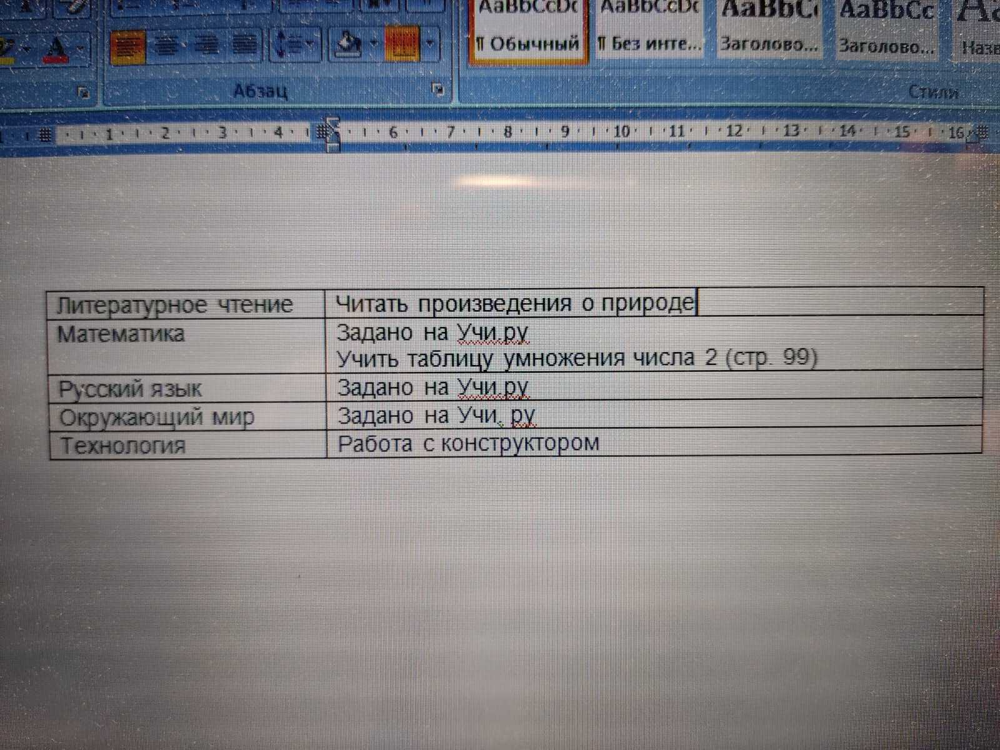 AaBbCcDc AaBbCcDc AaBbC AaBbCc
¶ Обычный ¶ Без инте... Заголово... Заголово...
Абзац Стили
1 2 3 4 6 7 8 9 10 11 12 13 14 15 16
Литературное чтение Читать произведения о природе
Математика Задано на Учи.ру
Учить таблицу умножения числа 2 (стр. 99)
Русский язык Задано на Учи.ру
Окружающий мир Задано на Учи. ру
Технология Работа с конструктором